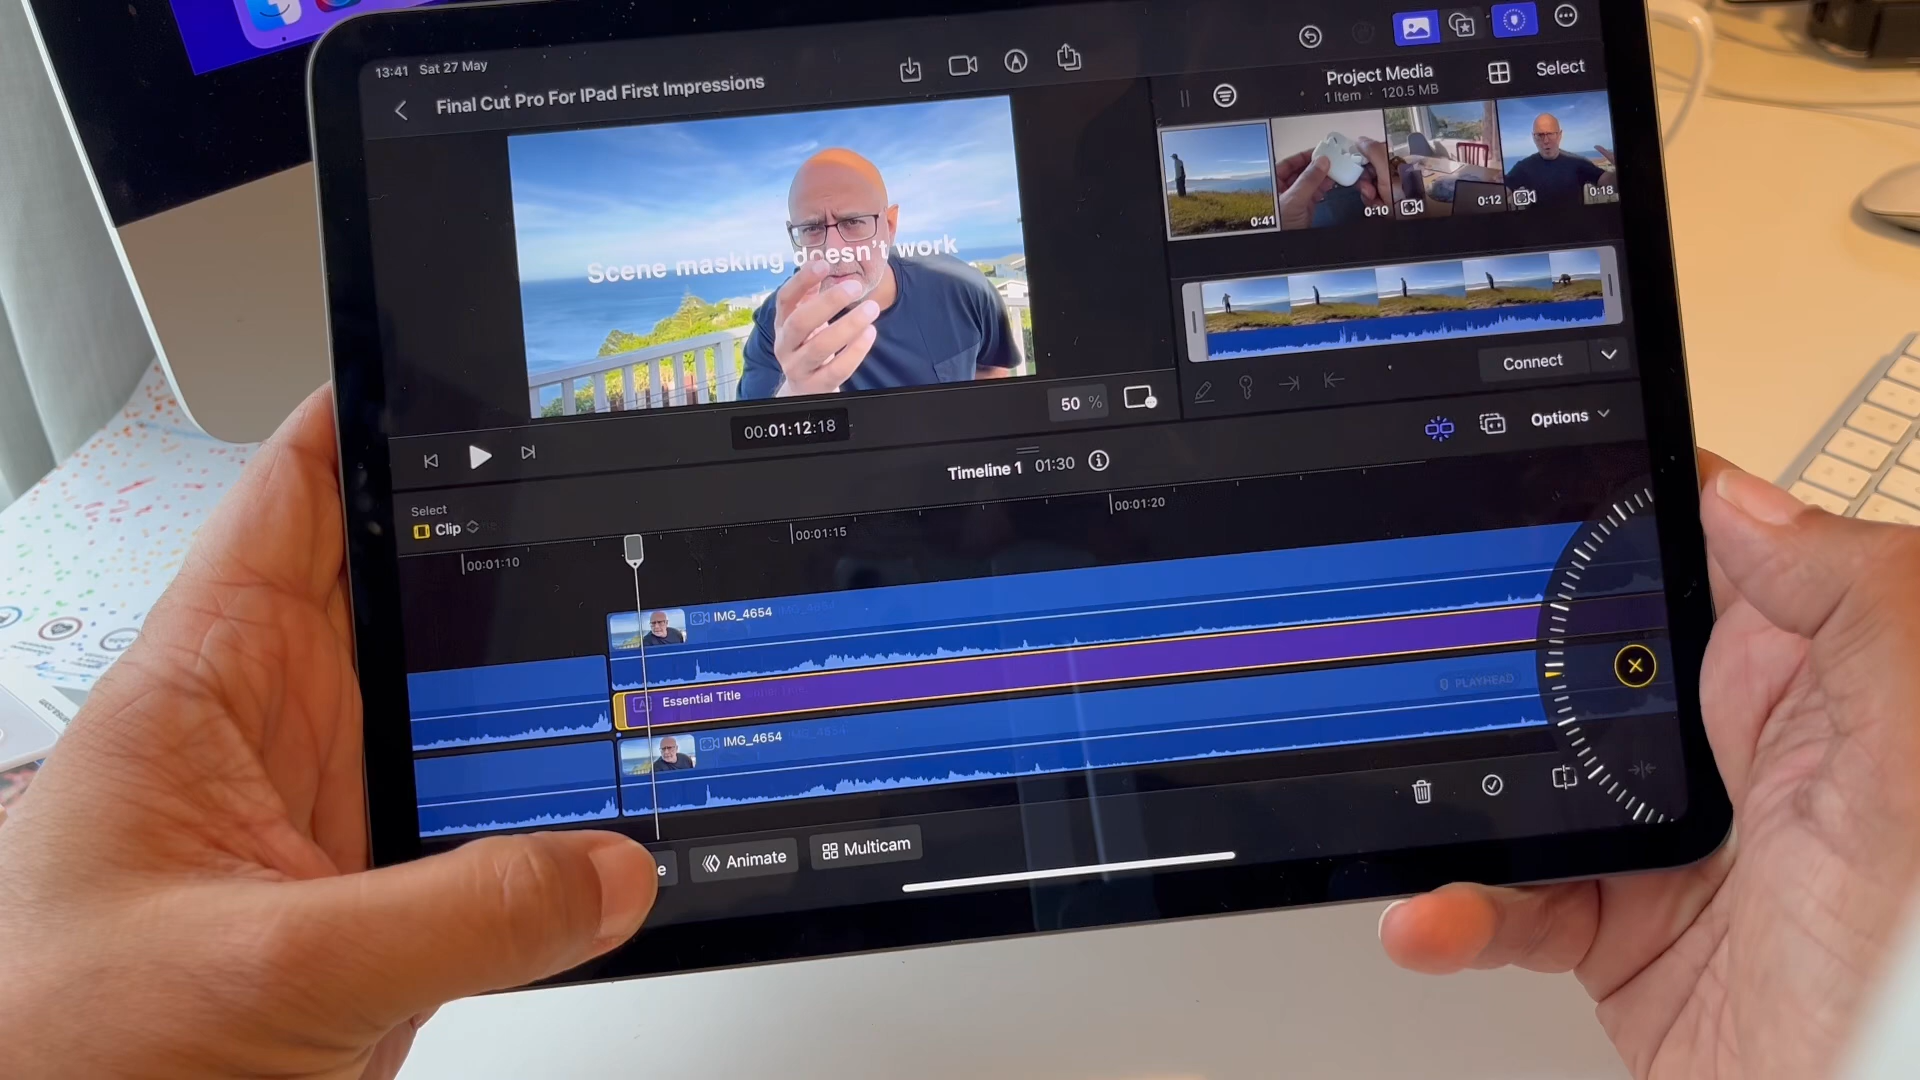 13:41 Sat 27 May
Final Cut Pro For IPad First Impressions
Project Media
1 Item · 120.5 MB
Select
0:41
0:10
0:12
0:18
Scene masking doesn't work
Connect
50 %
00:01:12:18
Options
Timeline 1 01:30
Select
Clip
00:01:10
00:01:15
00:01:20
IMG_4654
Essential Title
PLAYHEAD
IMG_4654
e
Animate
Multicam